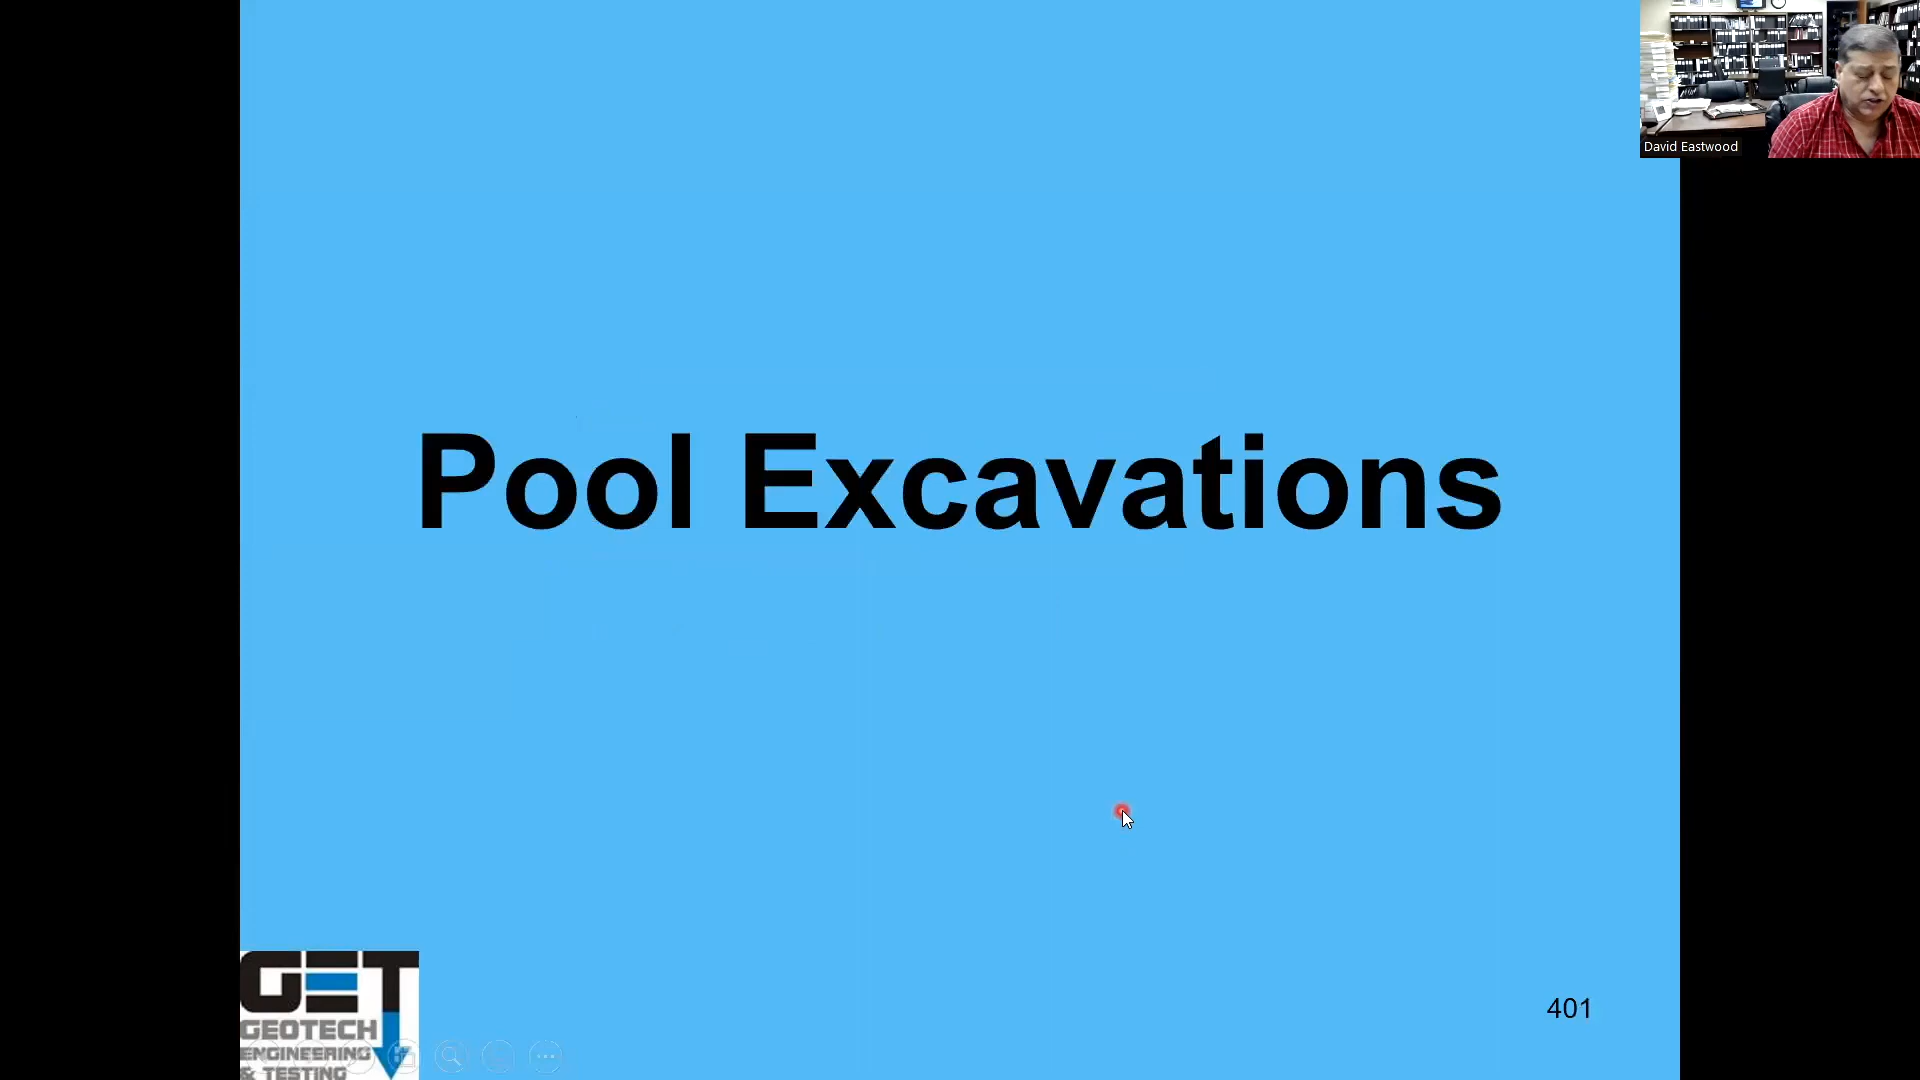 David Eastwood
Pool Excavations
GET
GEOTECH
ENGINEERING
& TESTING
401